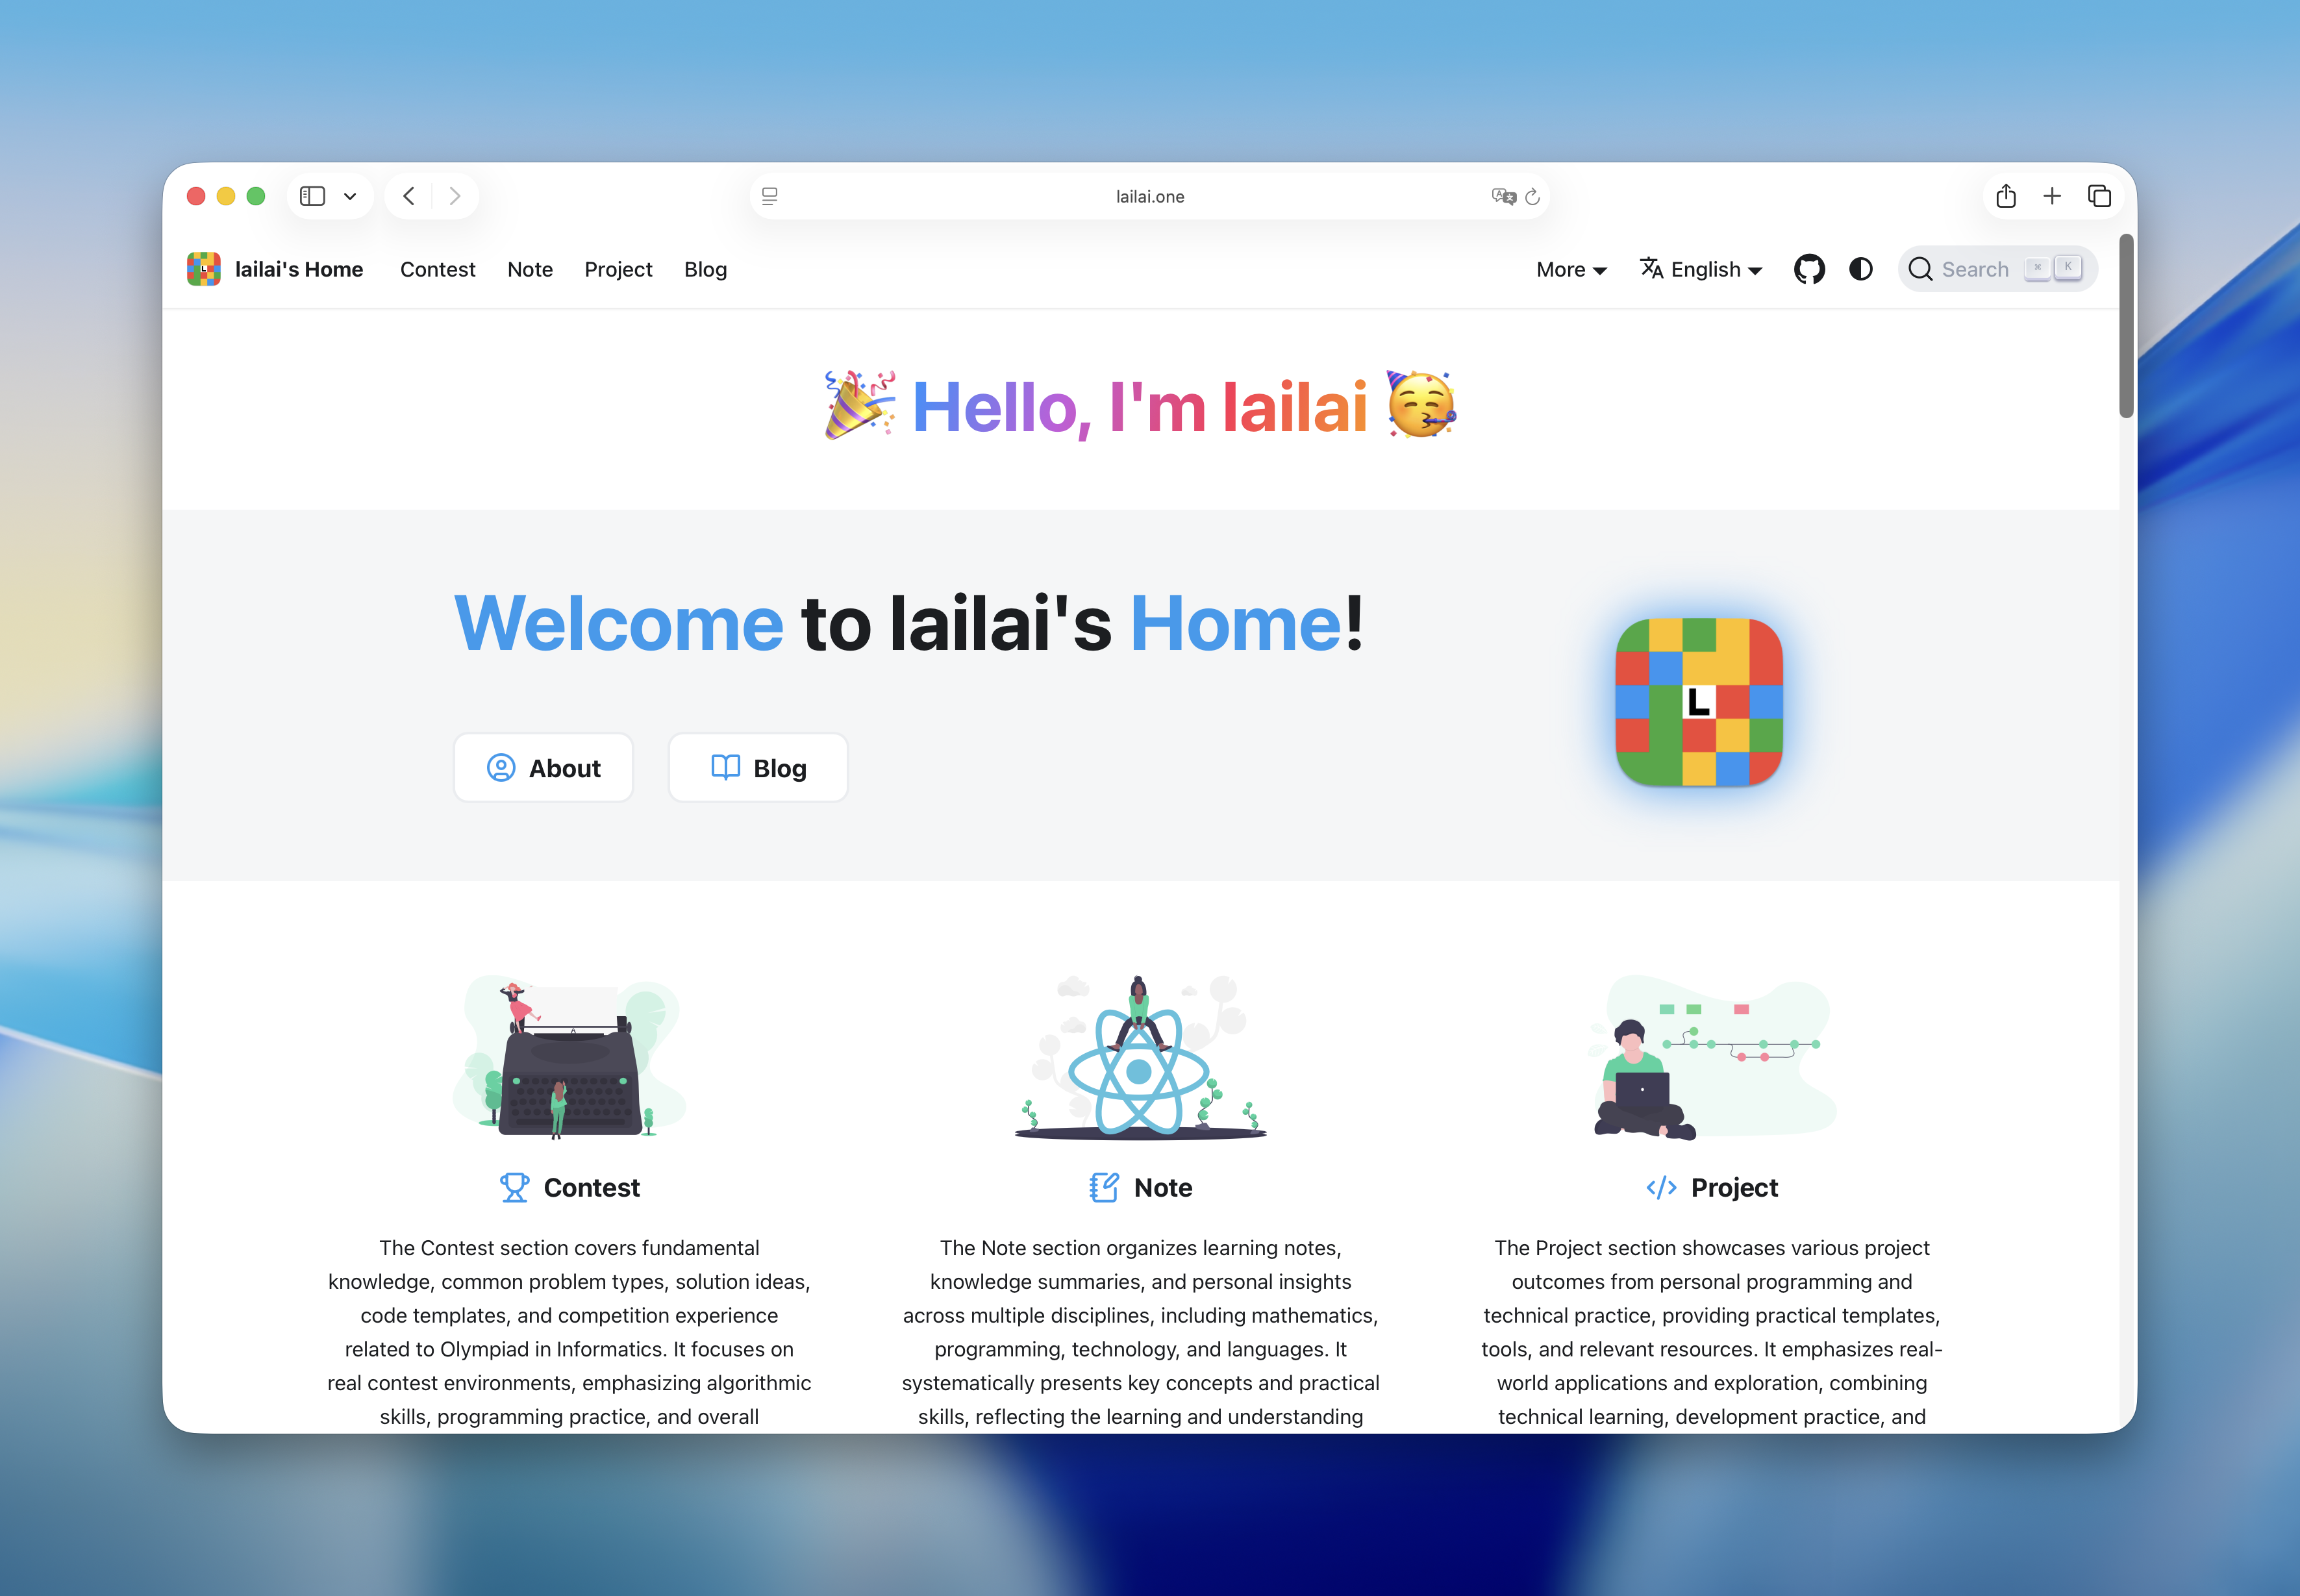 lailai.one
lailai's Home Contest Note Project Blog More English Search ⌘ K
🎉 Hello, I'm lailai 🥳
Welcome to lailai's Home!
L
About Blog
Contest
The Contest section covers fundamental
knowledge, common problem types, solution ideas,
code templates, and competition experience
related to Olympiad in Informatics. It focuses on
real contest environments, emphasizing algorithmic
skills, programming practice, and overall
Note
The Note section organizes learning notes,
knowledge summaries, and personal insights
across multiple disciplines, including mathematics,
programming, technology, and languages. It
systematically presents key concepts and practical
skills, reflecting the learning and understanding
Project
The Project section showcases various project
outcomes from personal programming and
technical practice, providing practical templates,
tools, and relevant resources. It emphasizes real-
world applications and exploration, combining
technical learning, development practice, and